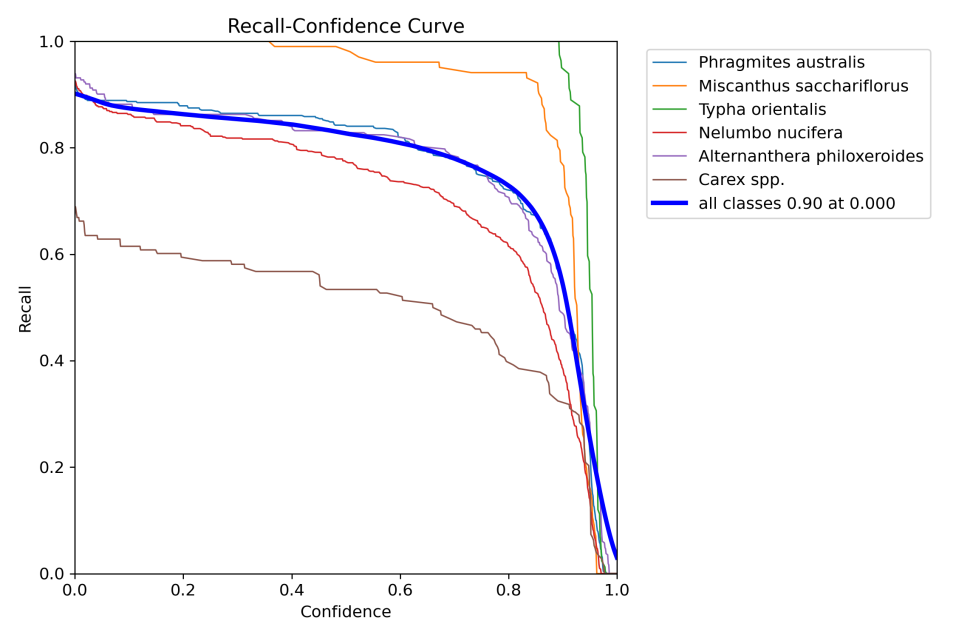 Recall-Confidence Curve
1.0
0.8
0.6
0.4
0.2
0.0
Recall
0.0 0.2 0.4 0.6 0.8 1.0
Confidence
Phragmites australis
Miscanthus sacchariflorus
Typha orientalis
Nelumbo nucifera
Alternanthera philoxeroides
Carex spp.
all classes 0.90 at 0.000